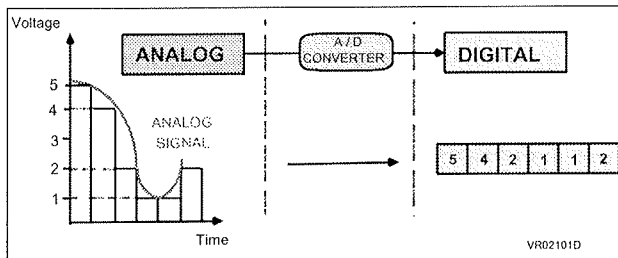 Voltage
ANALOG
A / D
CONVERTER
DIGITAL
5
4
3
2
1
ANALOG
SIGNAL
5 4 2 1 1 2
Time
VR02101D